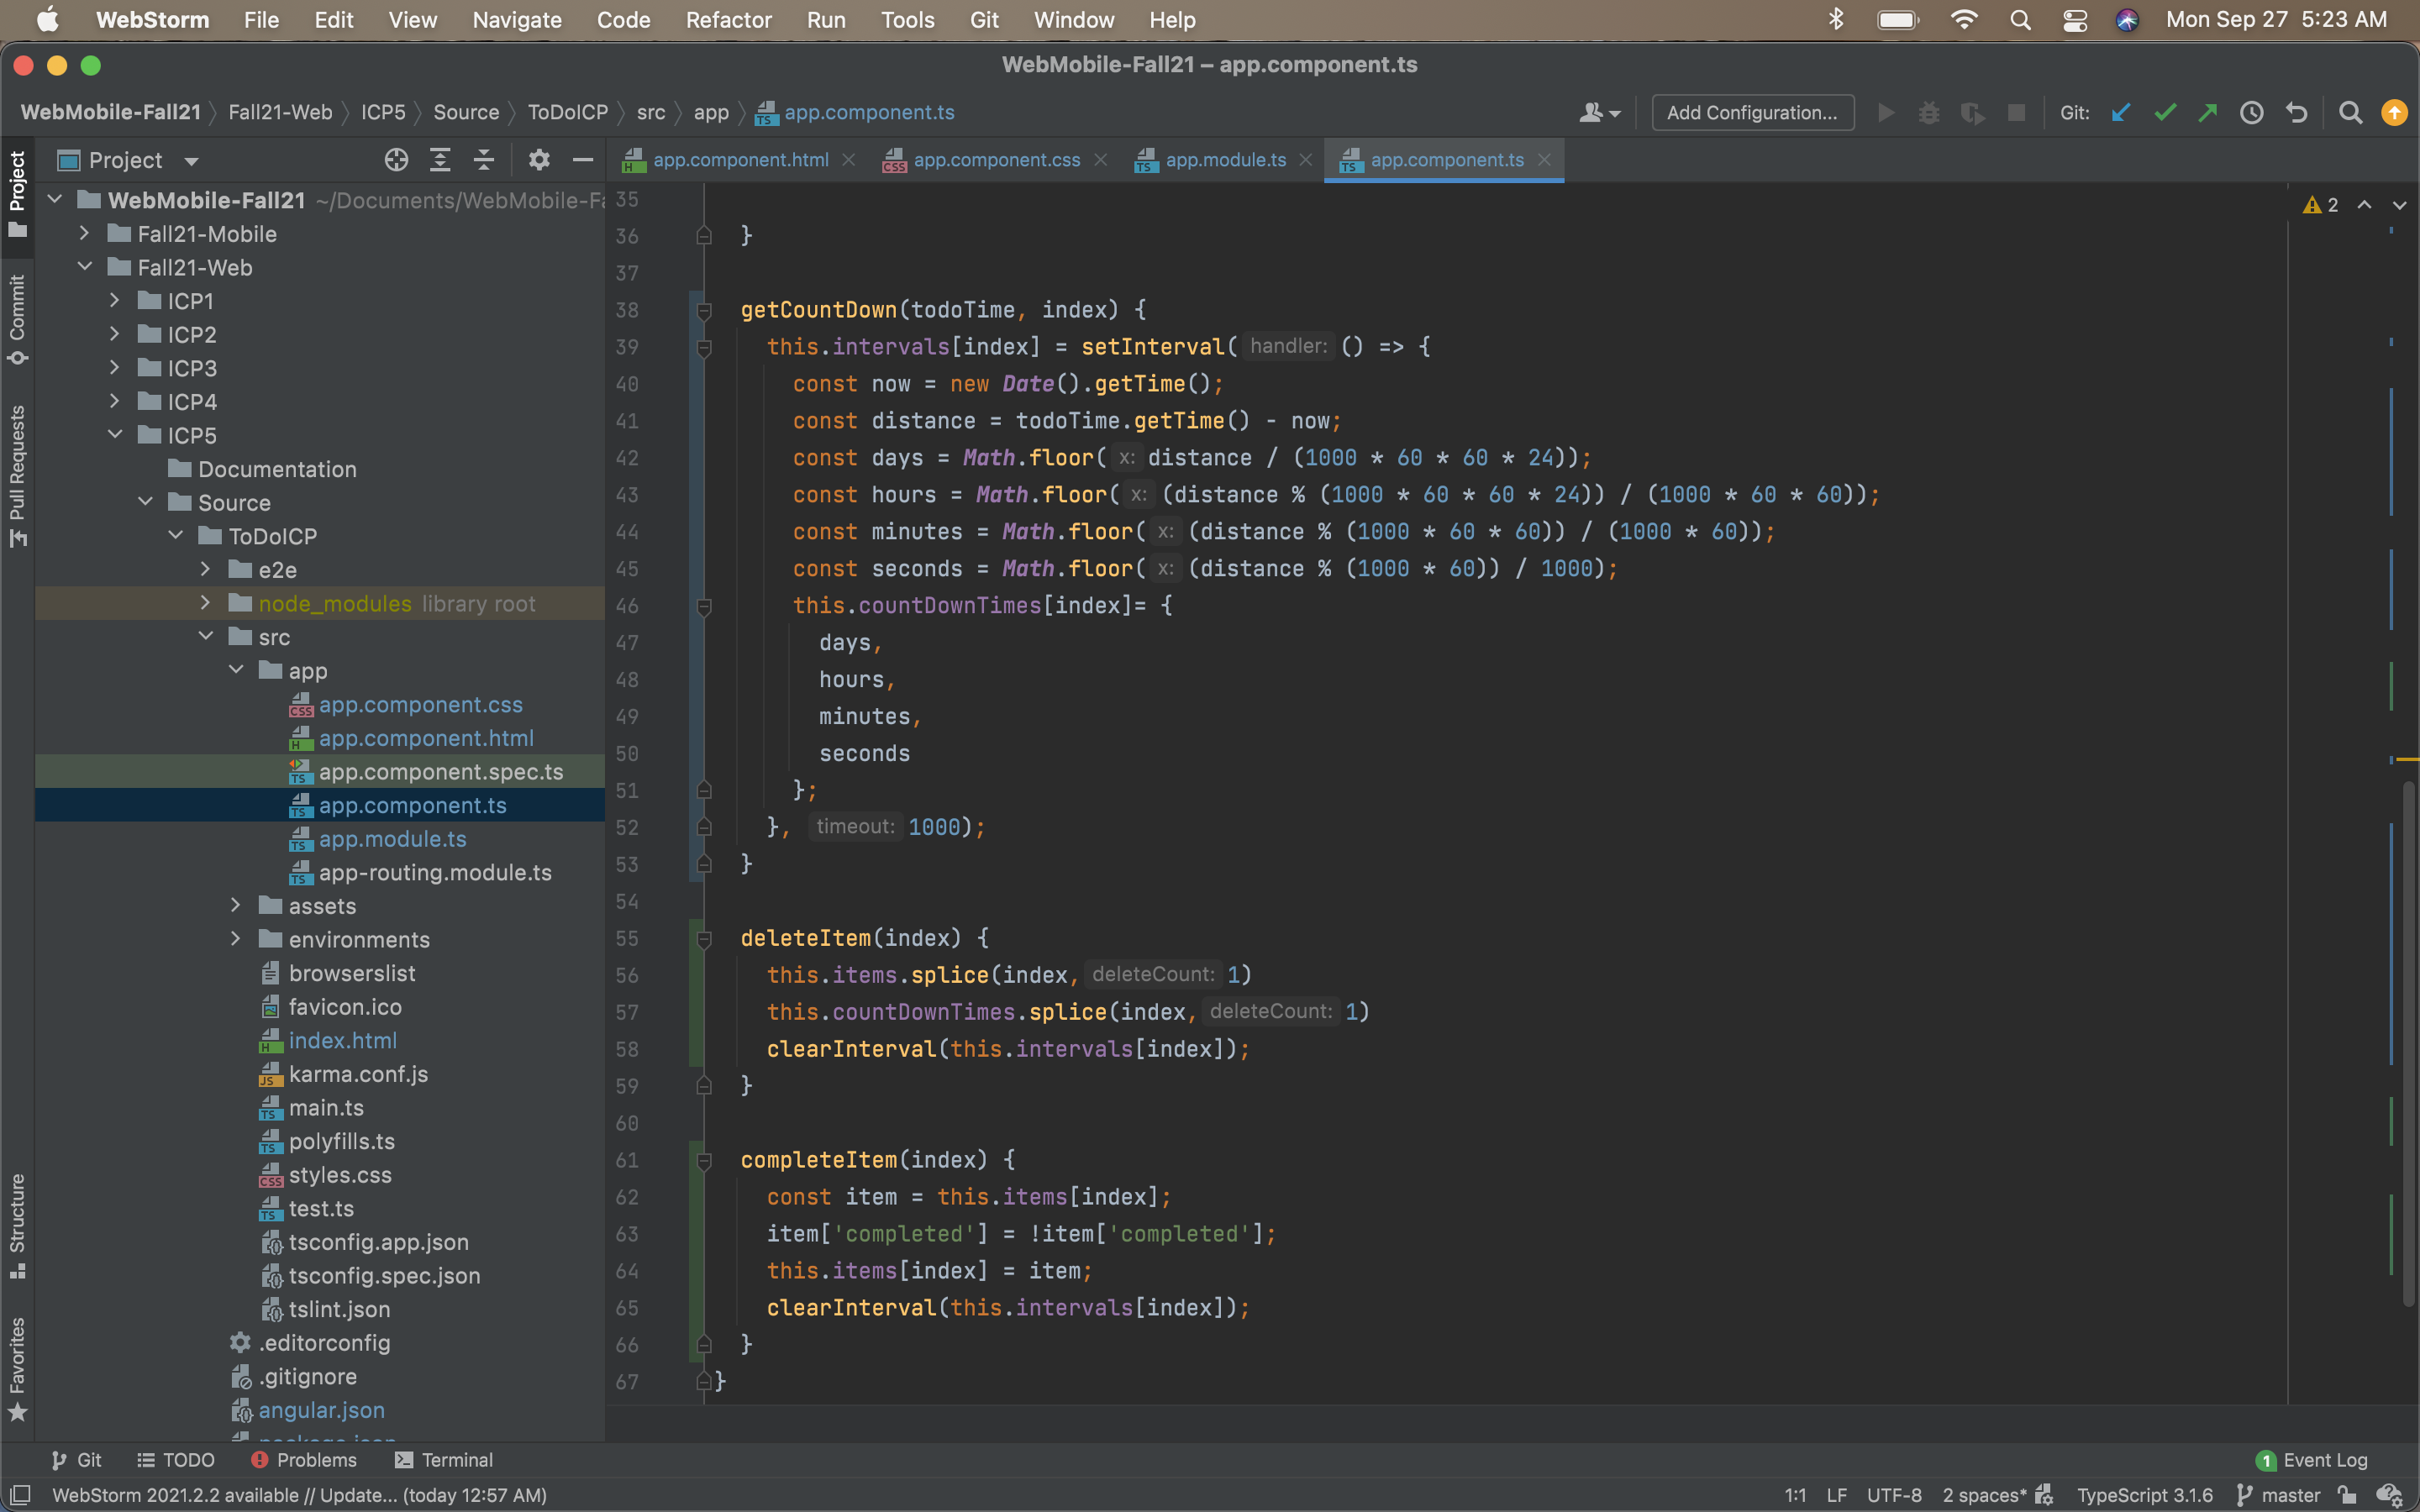 WebStorm File Edit View Navigate Code Refactor Run Tools Git Window Help Mon Sep 27 5:23 AM
WebMobile-Fall21 – app.component.ts
WebMobile-Fall21 Fall21-Web ICP5 Source ToDoICP src app app.component.ts Add Configuration... Git:
Project app.component.html app.component.css app.module.ts app.component.ts
Project
Commit
Pull Requests
Structure
Favorites
WebMobile-Fall21 ~/Documents/WebMobile-Fa
Fall21-Mobile
Fall21-Web
ICP1
ICP2
ICP3
ICP4
ICP5
Documentation
Source
ToDoICP
e2e
node_modules library root
src
app
app.component.css
app.component.html
app.component.spec.ts
app.component.ts
app.module.ts
app-routing.module.ts
assets
environments
browserslist
favicon.ico
index.html
karma.conf.js
main.ts
polyfills.ts
styles.css
test.ts
tsconfig.app.json
tsconfig.spec.json
tslint.json
.editorconfig
.gitignore
angular.json
2
35
36 }
37
38 getCountDown(todoTime, index) {
39 this.intervals[index] = setInterval( handler: () => {
40 const now = new Date().getTime();
41 const distance = todoTime.getTime() - now;
42 const days = Math.floor( x: distance / (1000 * 60 * 60 * 24));
43 const hours = Math.floor( x: (distance % (1000 * 60 * 60 * 24)) / (1000 * 60 * 60));
44 const minutes = Math.floor( x: (distance % (1000 * 60 * 60)) / (1000 * 60));
45 const seconds = Math.floor( x: (distance % (1000 * 60)) / 1000);
46 this.countDownTimes[index]= {
47 days,
48 hours,
49 minutes,
50 seconds
51 };
52 }, timeout: 1000);
53 }
54
55 deleteItem(index) {
56 this.items.splice(index, deleteCount: 1)
57 this.countDownTimes.splice(index, deleteCount: 1)
58 clearInterval(this.intervals[index]);
59 }
60
61 completeItem(index) {
62 const item = this.items[index];
63 item['completed'] = !item['completed'];
64 this.items[index] = item;
65 clearInterval(this.intervals[index]);
66 }
67 }
Git TODO Problems Terminal 1 Event Log
WebStorm 2021.2.2 available // Update... (today 12:57 AM) 1:1 LF UTF-8 2 spaces* TypeScript 3.1.6 master